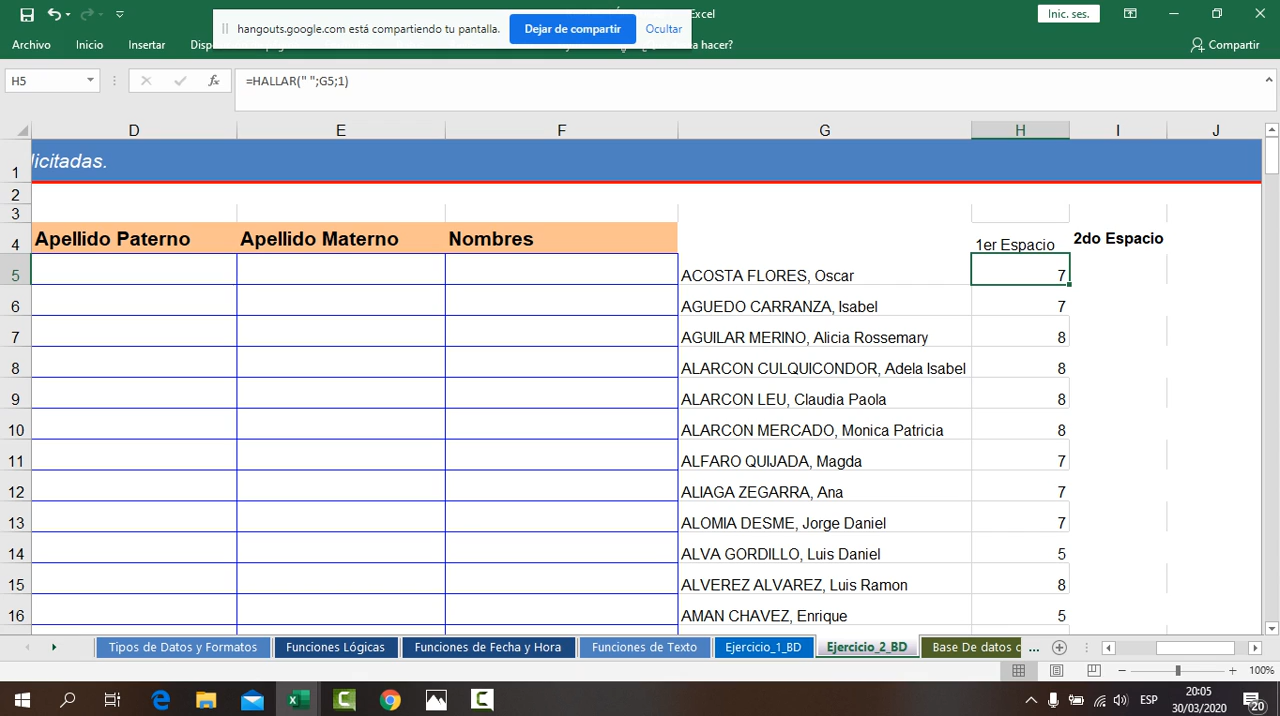 hangouts.google.com está compartiendo tu pantalla.
Dejar de compartir
Ocultar
Excel
Inic. ses.
Archivo
Inicio
Insertar
Disp
hacer?
Compartir
H5
fx
=HALLAR(" ";G5;1)
D E F G H I J
1 licitadas.
2
3
4 Apellido Paterno Apellido Materno Nombres 1er Espacio 2do Espacio
5 ACOSTA FLORES, Oscar 7
6 AGUEDO CARRANZA, Isabel 7
7 AGUILAR MERINO, Alicia Rossemary 8
8 ALARCON CULQUICONDOR, Adela Isabel 8
9 ALARCON LEU, Claudia Paola 8
10 ALARCON MERCADO, Monica Patricia 8
11 ALFARO QUIJADA, Magda 7
12 ALIAGA ZEGARRA, Ana 7
13 ALOMIA DESME, Jorge Daniel 7
14 ALVA GORDILLO, Luis Daniel 5
15 ALVEREZ ALVAREZ, Luis Ramon 8
16 AMAN CHAVEZ, Enrique 5
Tipos de Datos y Formatos
Funciones Lógicas
Funciones de Fecha y Hora
Funciones de Texto
Ejercicio_1_BD
Ejercicio_2_BD
Base De datos c
...
100%
ESP
20:05
30/03/2020
20